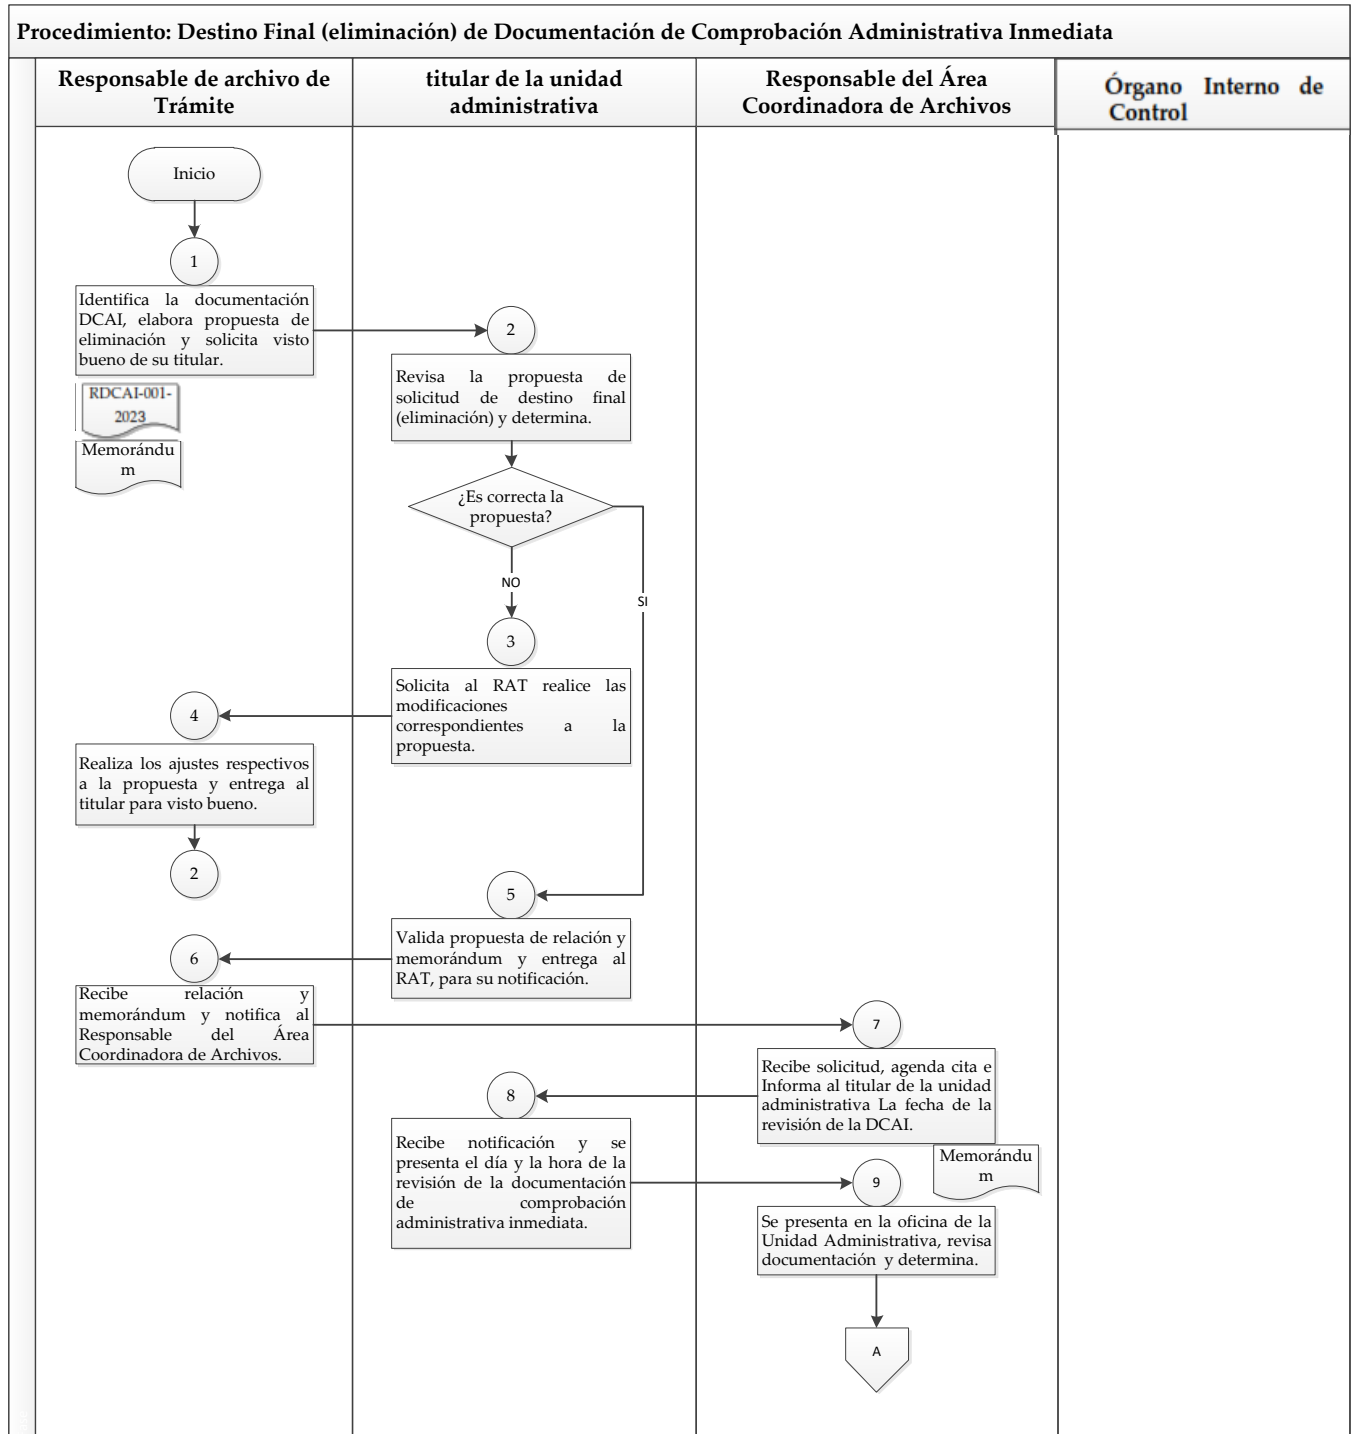 Procedimiento: Destino Final (eliminación) de Documentación de Comprobación Administrativa Inmediata
Responsable de archivo de
Trámite
titular de la unidad
administrativa
Responsable del Área
Coordinadora de Archivos
Órgano Interno de
Control
Inicio
1
Identifica la documentación
DCAI, elabora propuesta de
eliminación y solicita visto
bueno de su titular.
RDCAI-001-
2023
Memorándu
m
2
Revisa la propuesta de
solicitud de destino final
(eliminación) y determina.
¿Es correcta la
propuesta?
NO
SI
3
Solicita al RAT realice las
modificaciones
correspondientes a la
propuesta.
4
Realiza los ajustes respectivos
a la propuesta y entrega al
titular para visto bueno.
2
5
Valida propuesta de relación y
memorándum y entrega al
RAT, para su notificación.
6
Recibe relación y
memorándum y notifica al
Responsable del Área
Coordinadora de Archivos.
7
Recibe solicitud, agenda cita e
Informa al titular de la unidad
administrativa La fecha de la
revisión de la DCAI.
Memorándu
m
8
Recibe notificación y se
presenta el día y la hora de la
revisión de la documentación
de comprobación
administrativa inmediata.
9
Se presenta en la oficina de la
Unidad Administrativa, revisa
documentación y determina.
A